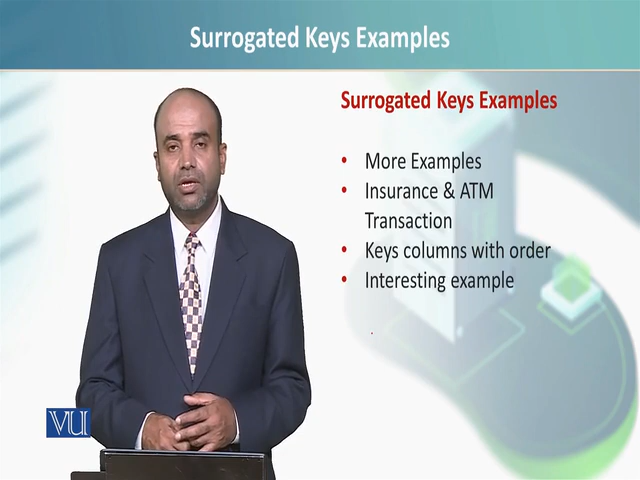 Surrogated Keys Examples
Surrogated Keys Examples
• More Examples
• Insurance & ATM
Transaction
• Keys columns with order
• Interesting example
VU